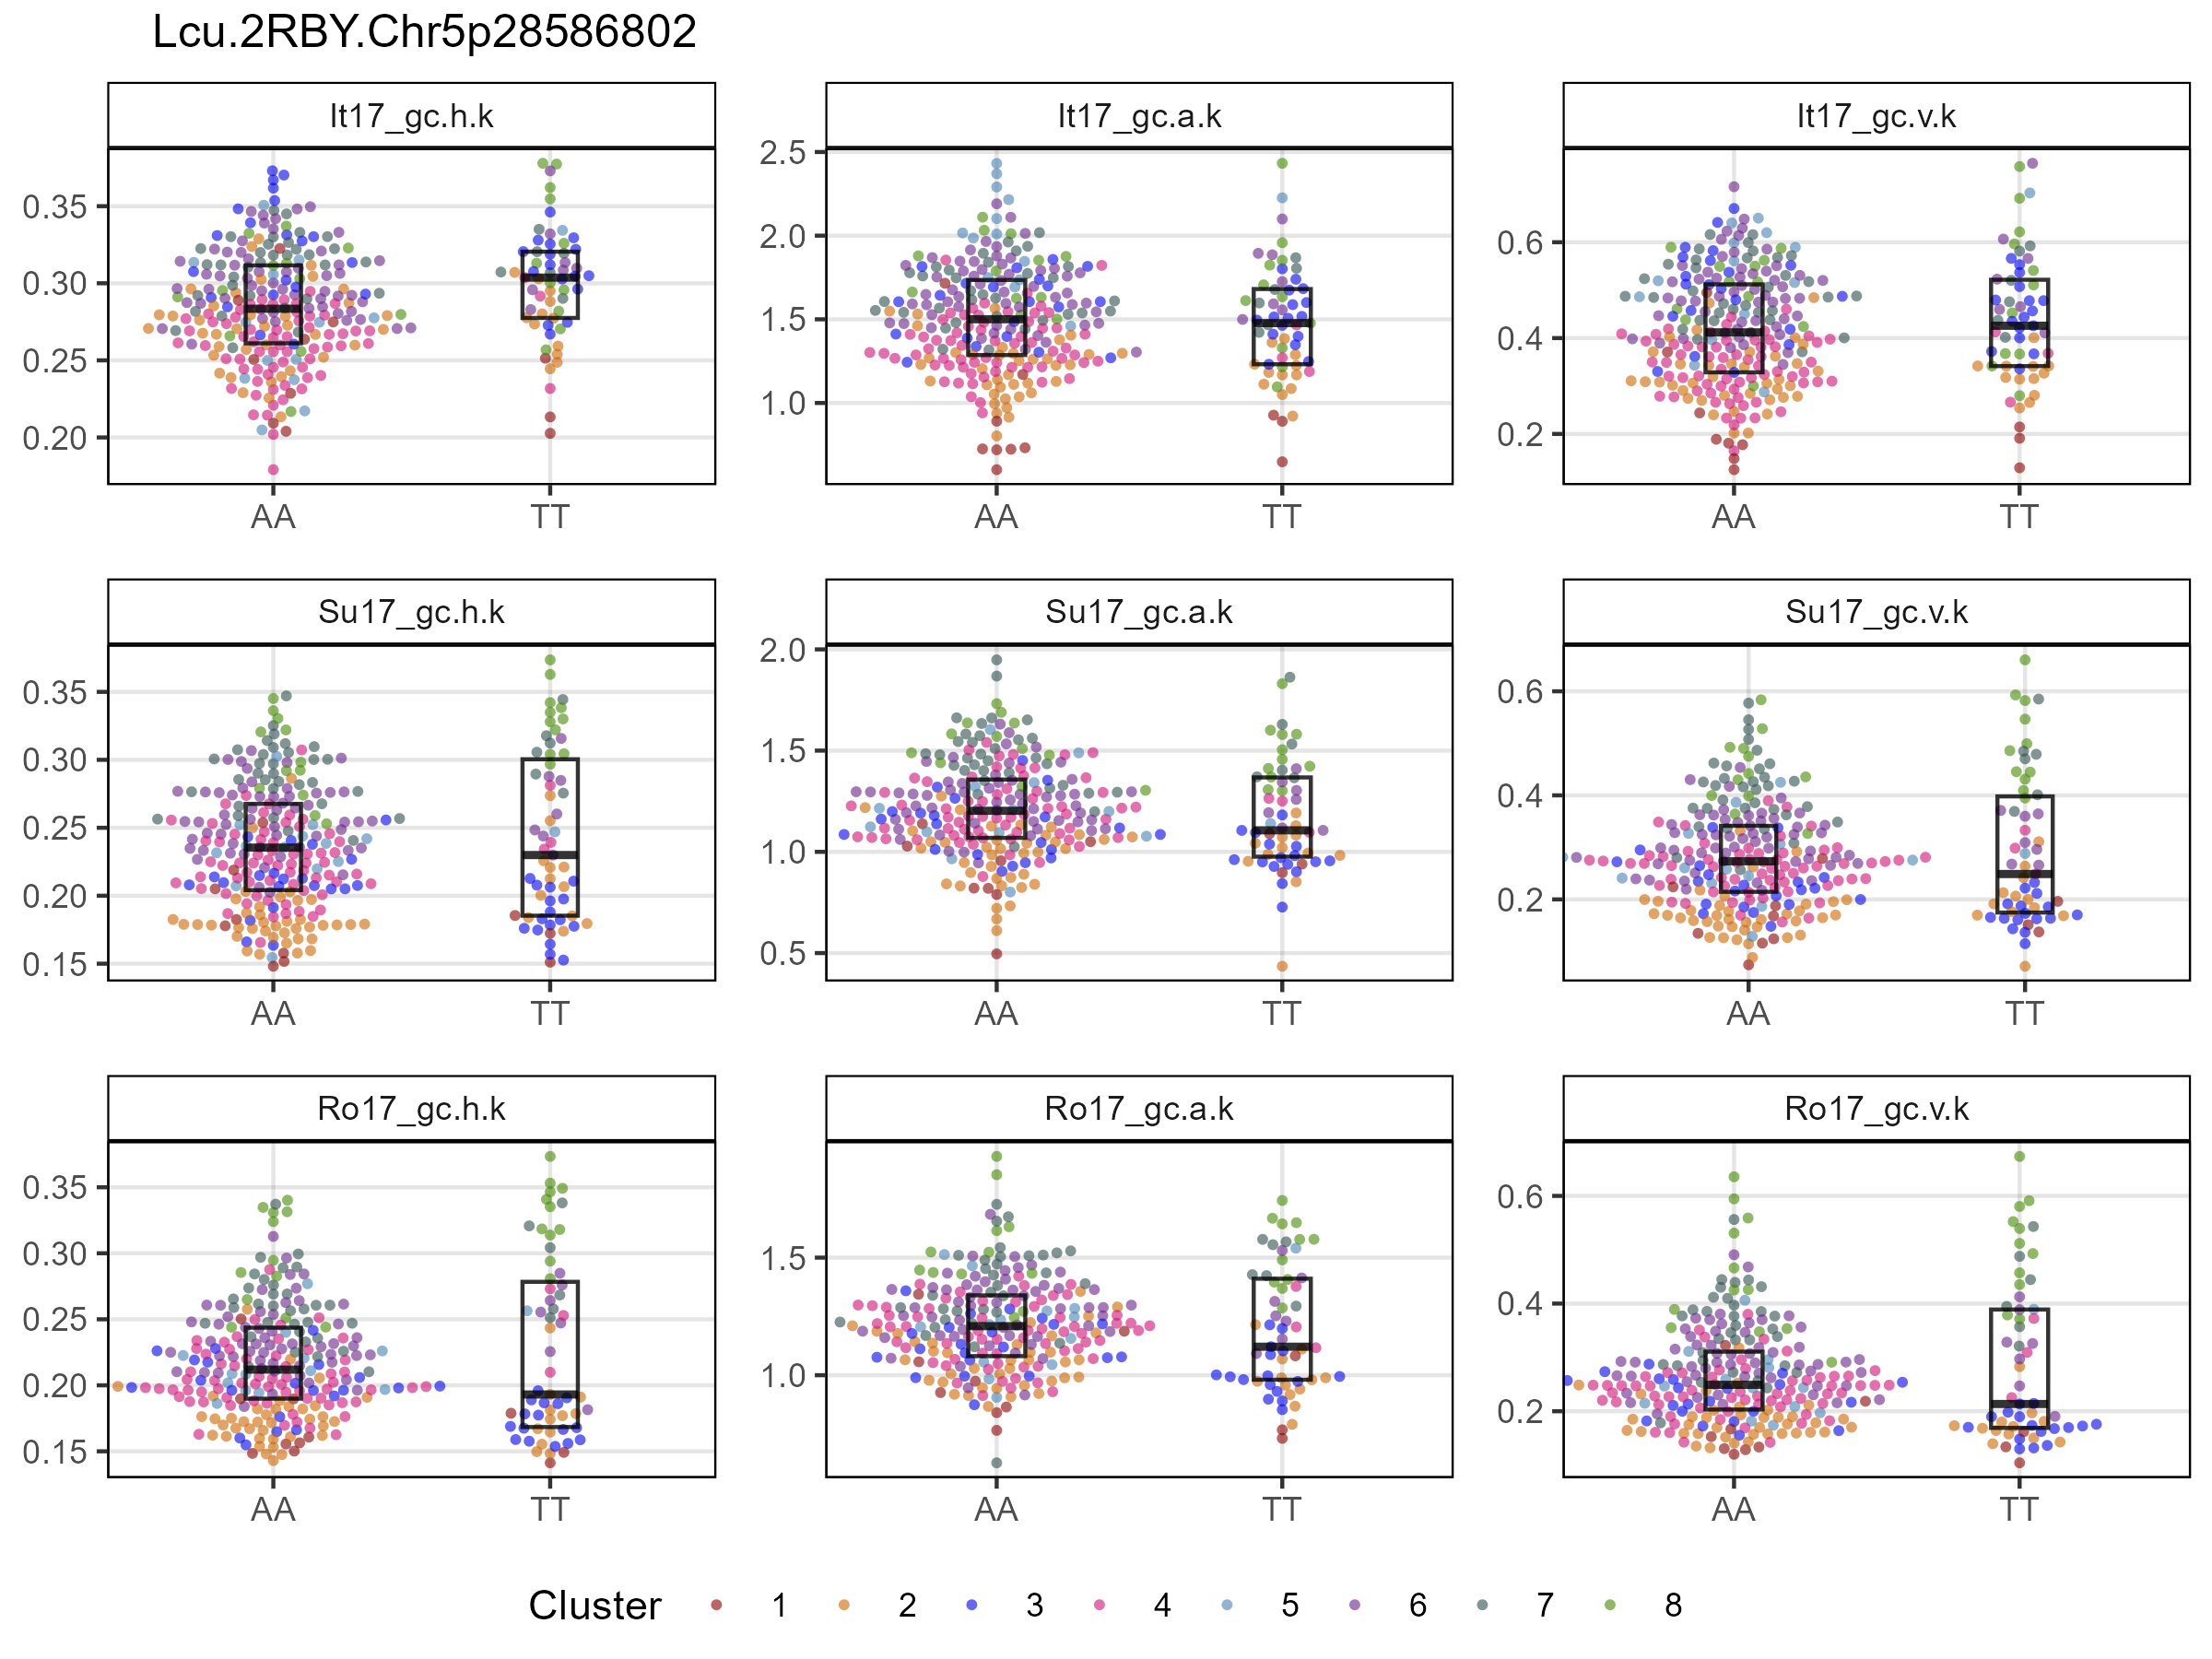 Lcu.2RBY.Chr5p28586802
It17_gc.h.k
It17_gc.a.k
It17_gc.v.k
0.35
0.30
0.25
0.20
AA
TT
2.5
2.0
1.5
1.0
AA
TT
0.6
0.4
0.2
AA
TT
Su17_gc.h.k
Su17_gc.a.k
Su17_gc.v.k
0.35
0.30
0.25
0.20
0.15
AA
TT
2.0
1.5
1.0
0.5
AA
TT
0.6
0.4
0.2
AA
TT
Ro17_gc.h.k
Ro17_gc.a.k
Ro17_gc.v.k
0.35
0.30
0.25
0.20
0.15
AA
TT
1.5
1.0
AA
TT
0.6
0.4
0.2
AA
TT
Cluster 1 2 3 4 5 6 7 8